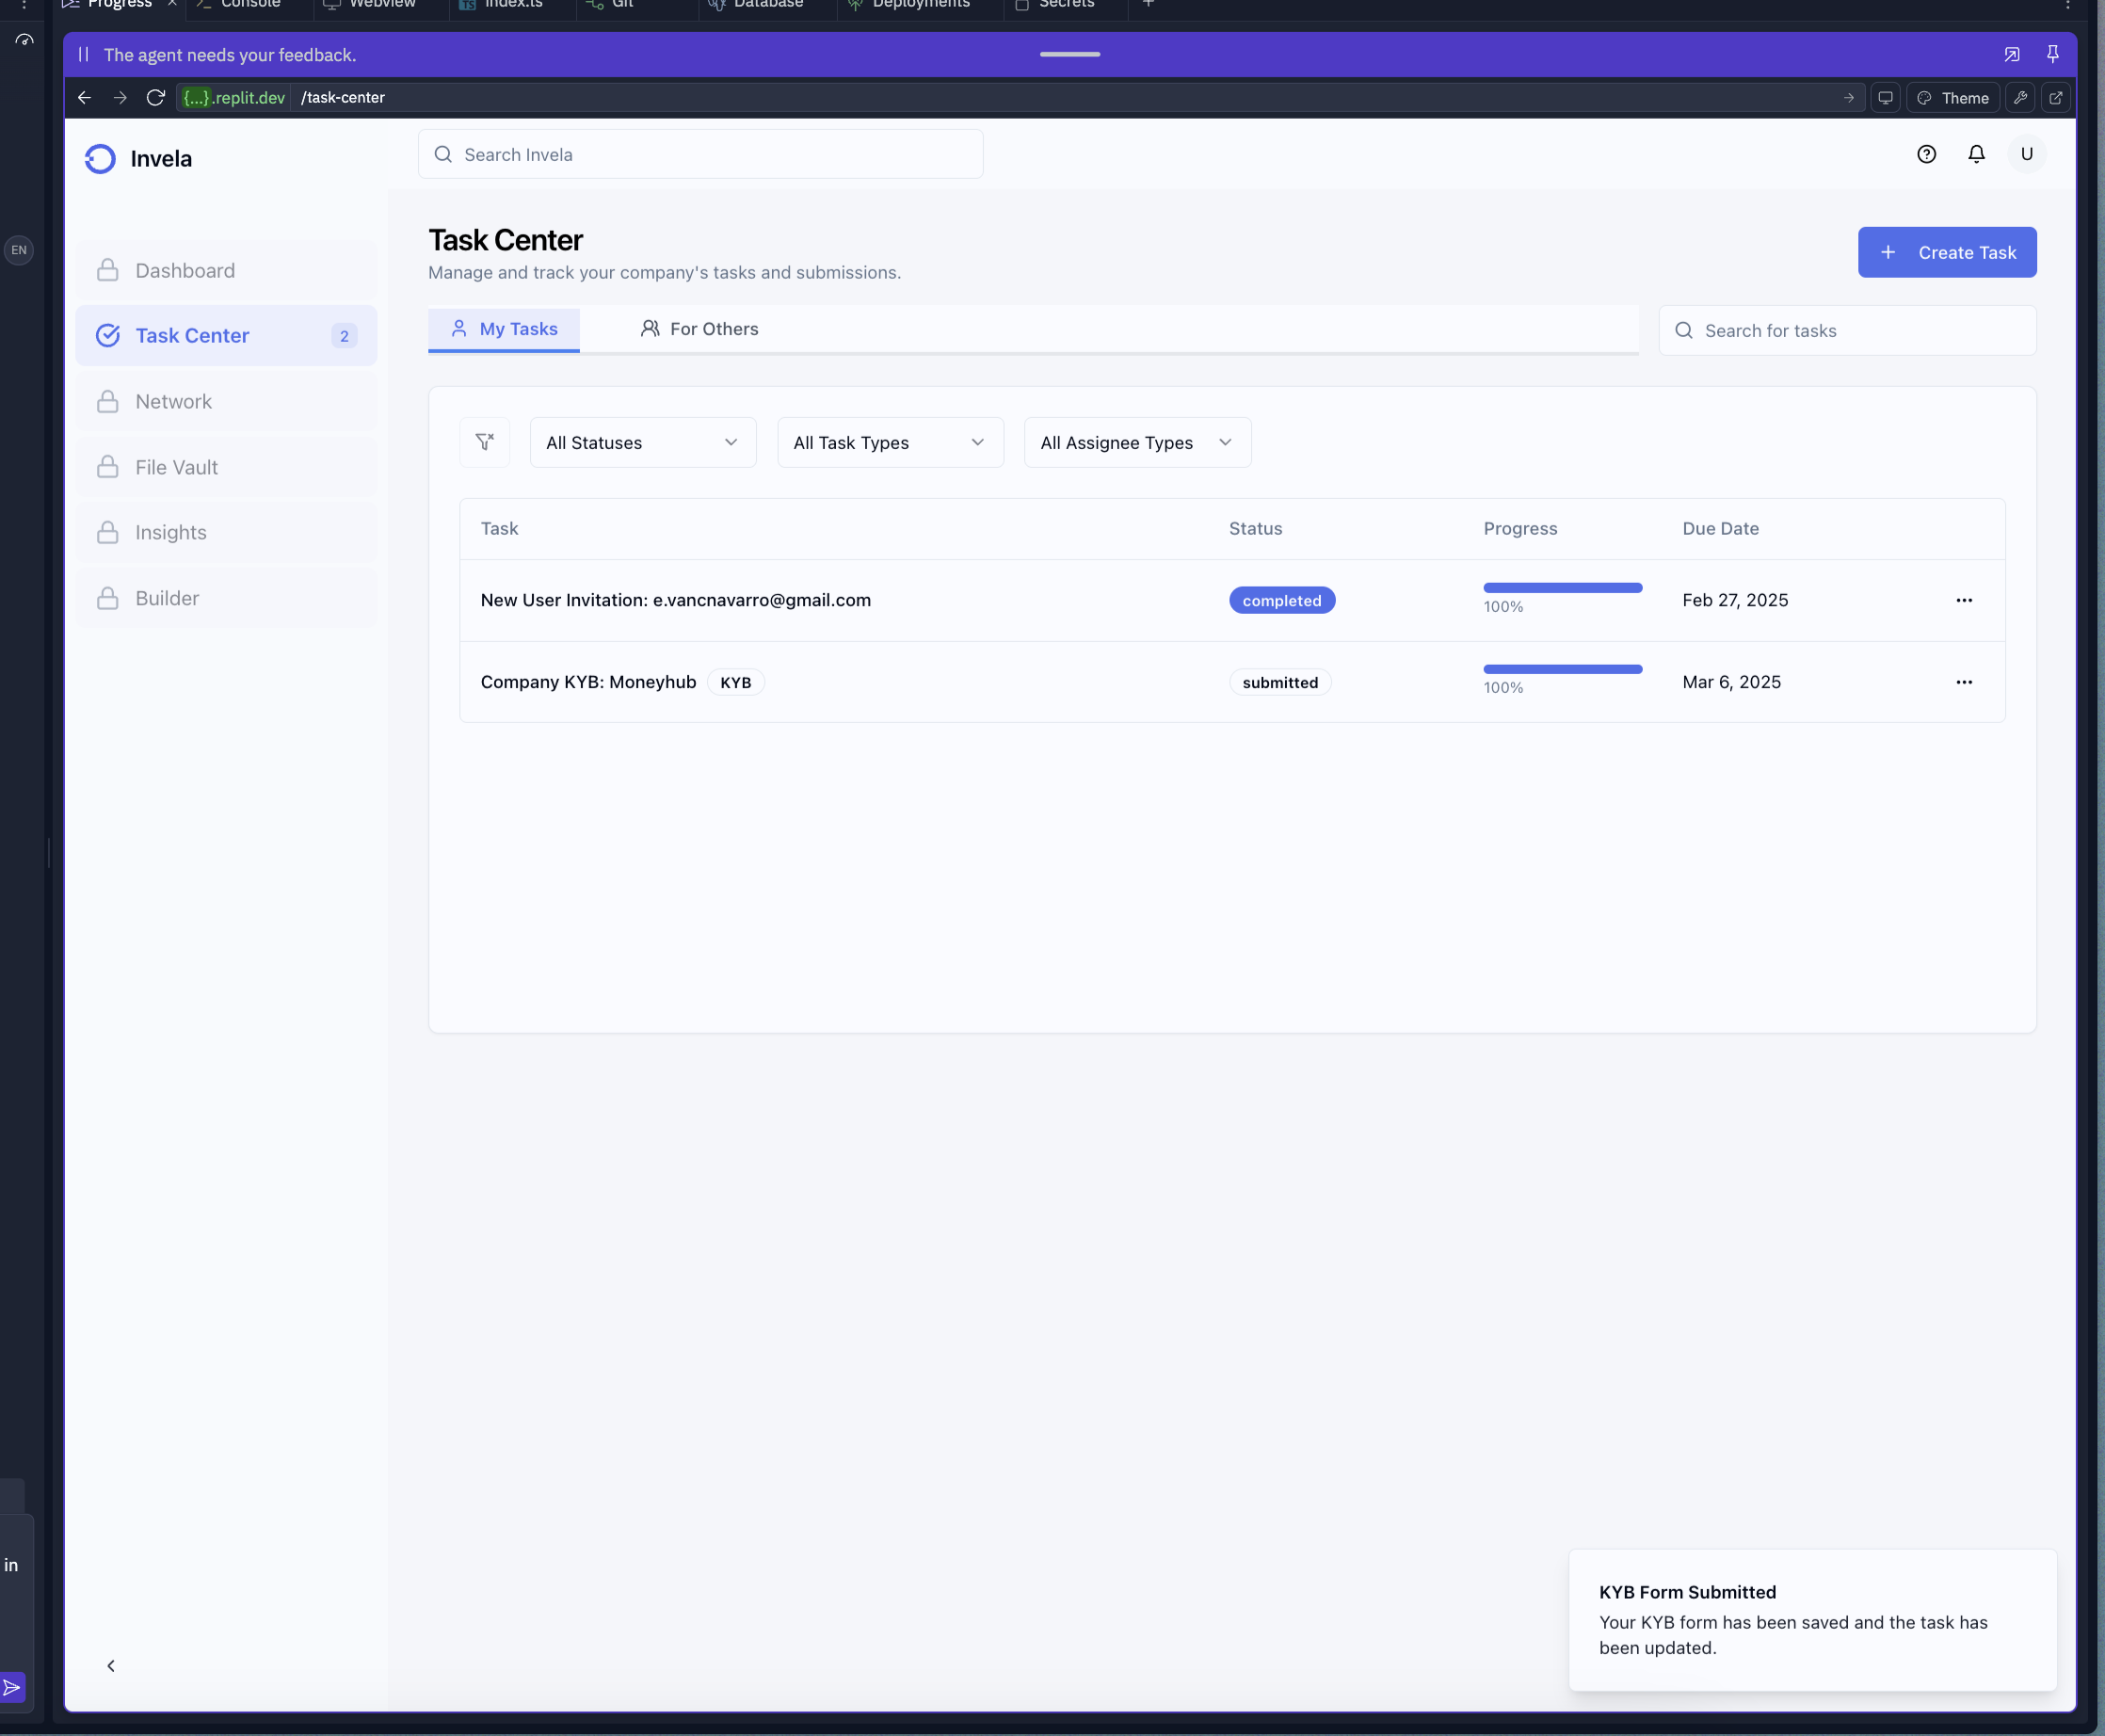 Progress
Console
Webview
index.ts
Git
Database
Deployments
Secrets
The agent needs your feedback.
{...}.replit.dev /task-center
Theme
EN
Invela
Search Invela
U
Dashboard
Task Center 2
Network
File Vault
Insights
Builder
Task Center
Manage and track your company's tasks and submissions.
Create Task
My Tasks
For Others
Search for tasks
All Statuses
All Task Types
All Assignee Types
Task Status Progress Due Date
New User Invitation: e.vancnavarro@gmail.com completed 100% Feb 27, 2025
Company KYB: Moneyhub KYB submitted 100% Mar 6, 2025
in
KYB Form Submitted
Your KYB form has been saved and the task has
been updated.